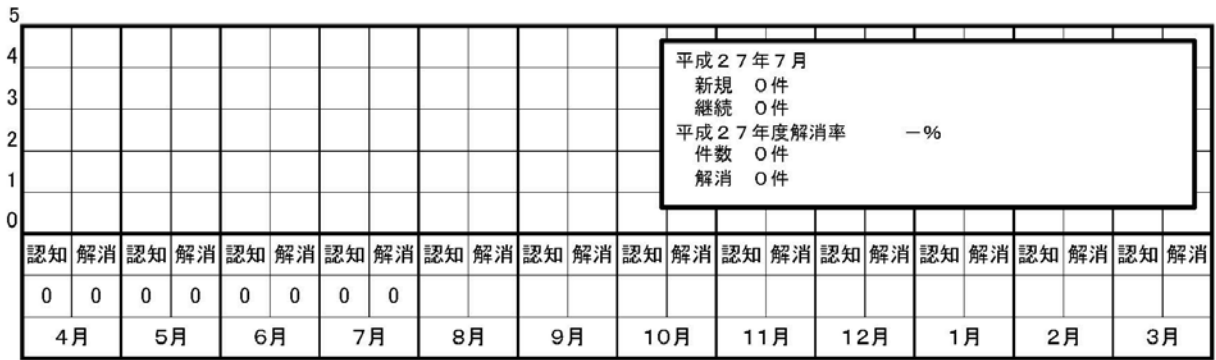 5
4
3
2
1
0
平成２７年７月
新規　０件
継続　０件
平成２７年度解消率　　　－％
件数　０件
解消　０件
認知 解消 認知 解消 認知 解消 認知 解消 認知 解消 認知 解消 認知 解消 認知 解消 認知 解消 認知 解消 認知 解消 認知 解消
0 0 0 0 0 0 0 0
4月 5月 6月 7月 8月 9月 10月 11月 12月 1月 2月 3月